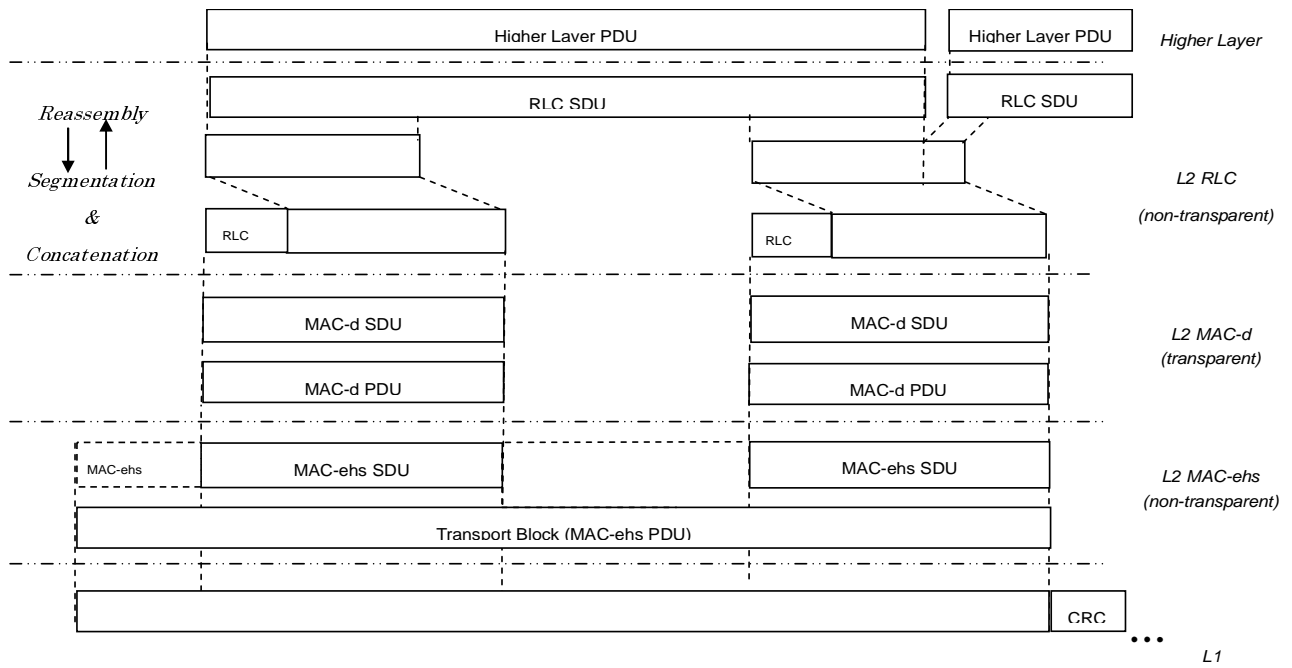 Higher Layer PDU
Higher Layer PDU
Higher Layer
RLC SDU
RLC SDU
Reassembly
Segmentation
&
Concatenation
L2 RLC
(non-transparent)
RLC
RLC
MAC-d SDU
MAC-d SDU
L2 MAC-d
(transparent)
MAC-d PDU
MAC-d PDU
MAC-ehs
MAC-ehs SDU
MAC-ehs SDU
L2 MAC-ehs
(non-transparent)
Transport Block (MAC-ehs PDU)
CRC
•••
L1